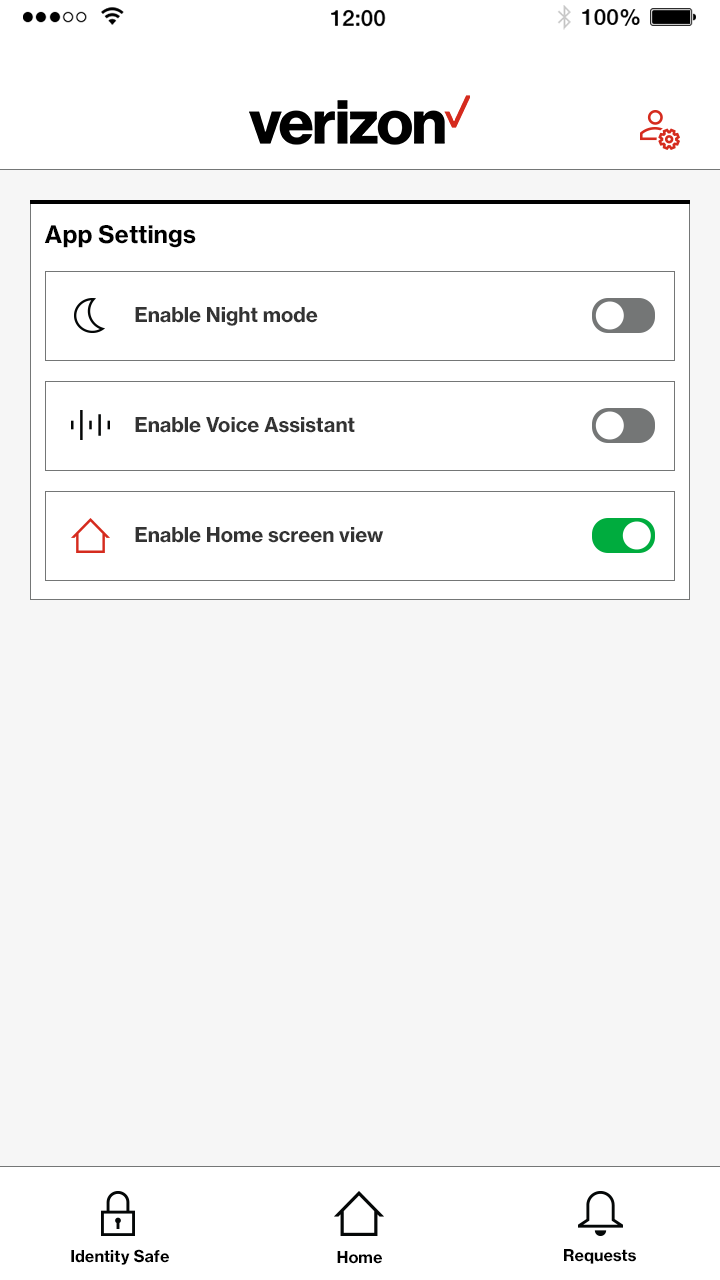 12:00
100%
verizon
App Settings
Enable Night mode
Enable Voice Assistant
Enable Home screen view
Identity Safe
Home
Requests